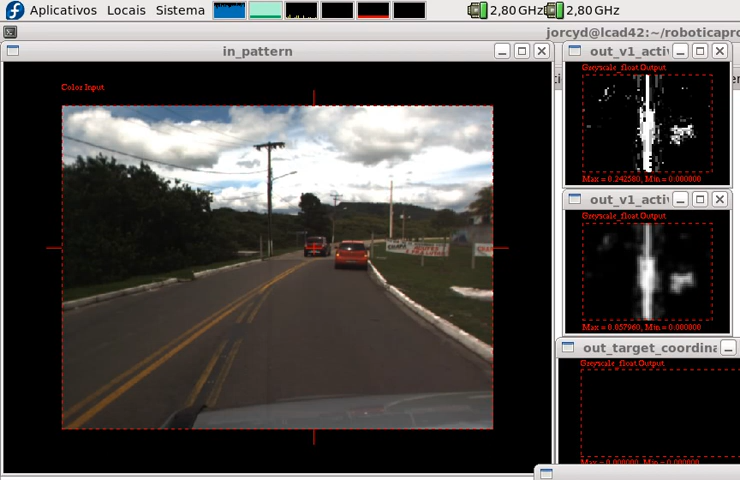 Aplicativos Locais Sistema 2,80 GHz 2,80 GHz
jorcyd@lcad42:~/roboticapro
in_pattern
Color Input
out_v1_activ
Greyscale_float Output
Max = 0.242580, Min = 0.000000
out_v1_activ
Greyscale_float Output
Max = 0.057960, Min = 0.000000
out_target_coordina
Greyscale_float Output
Max = 0.000000, Min = 0.000000